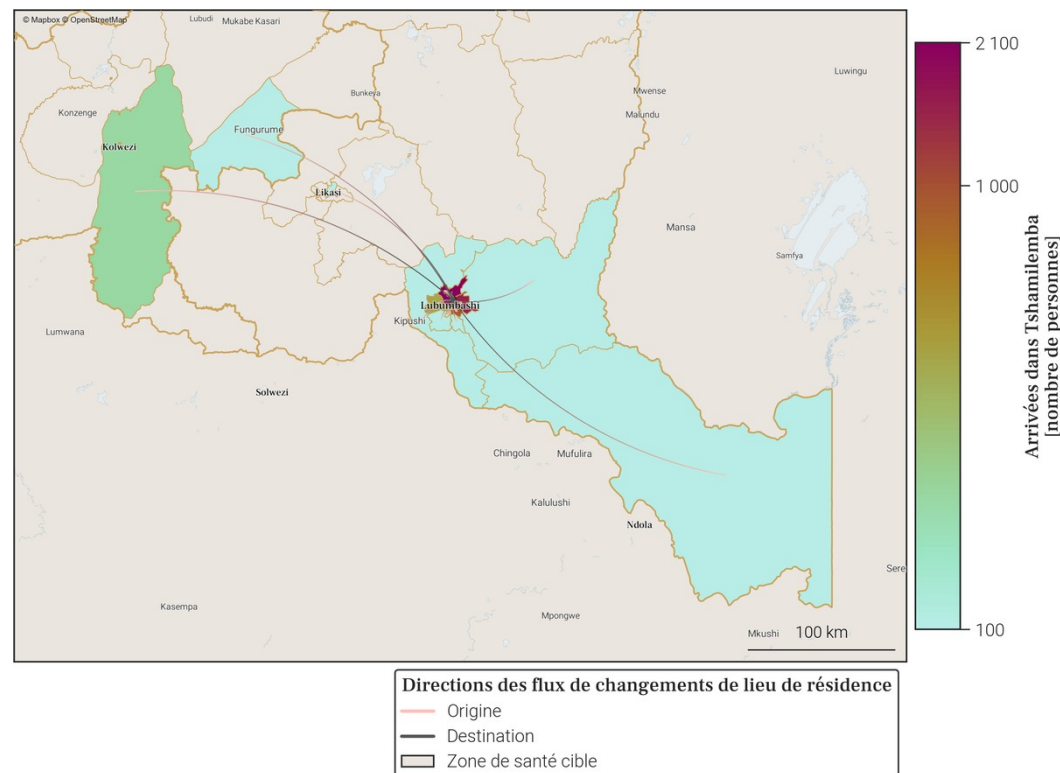 © Mapbox © OpenStreetMap
Lubudi
Mukabe Kasari
Luwingu
Konzenge
Bunkeya
Mwense
Malundu
Fungurume
Kolwezi
Likasi
Mansa
Samfya
Lubumbashi
Kipushi
Lumwana
Solwezi
Chingola
Mufulira
Kalulushi
Ndola
Sere
Kasempa
Mpongwe
Mkushi
100 km
2 100
1 000
100
Arrivées dans Tshamilemba
[nombre de personnes]
Directions des flux de changements de lieu de résidence
Origine
Destination
Zone de santé cible